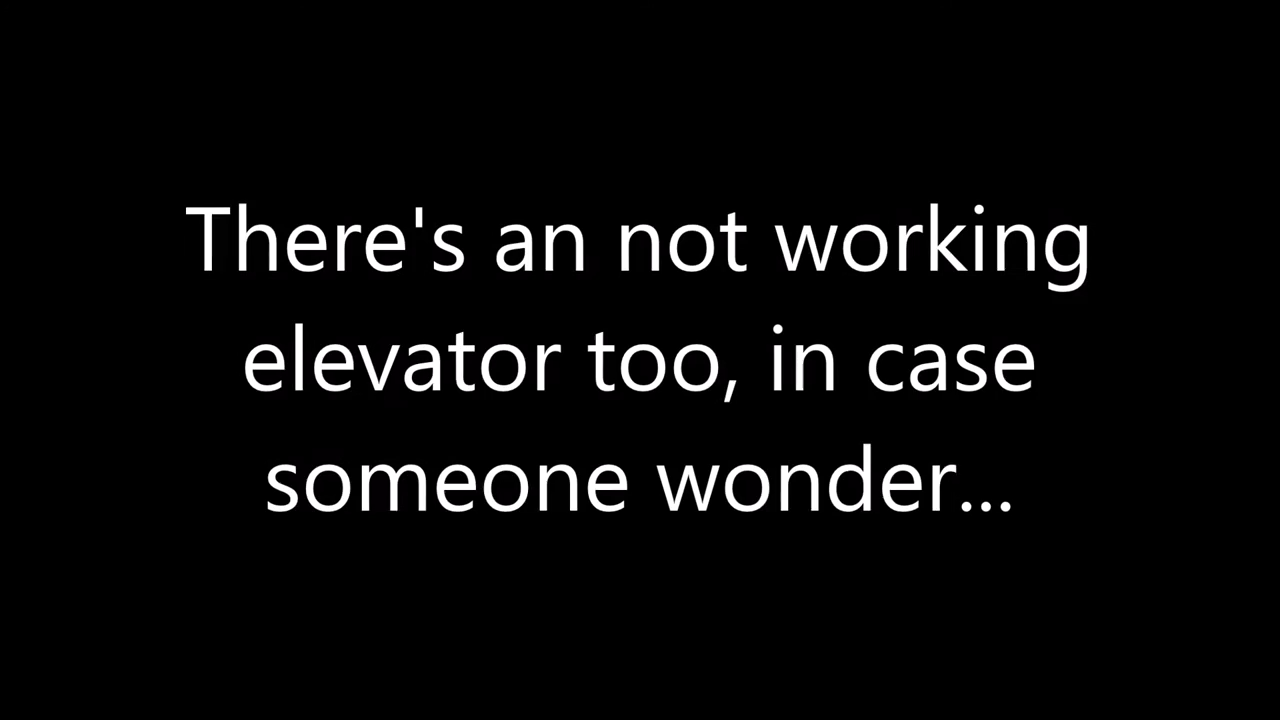 There's an not working
elevator too, in case
someone wonder...